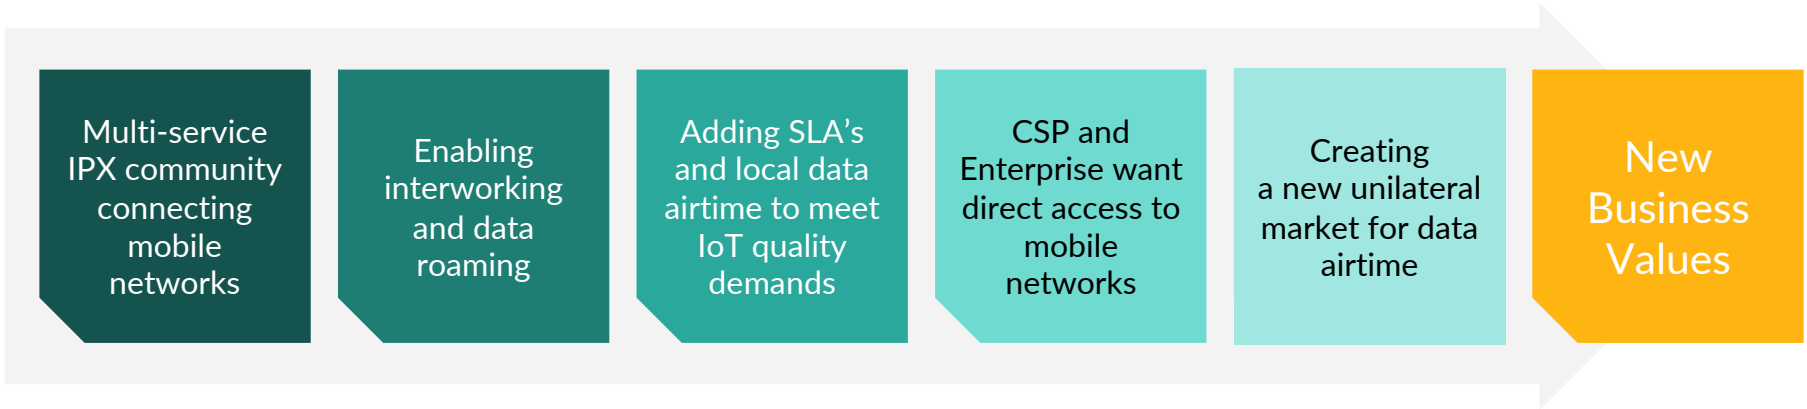 Multi-service
IPX community
connecting
mobile
networks
Enabling
interworking
and data
roaming
Adding SLA’s
and local data
airtime to meet
IoT quality
demands
CSP and
Enterprise want
direct access to
mobile
networks
Creating
a new unilateral
market for data
airtime
New
Business
Values